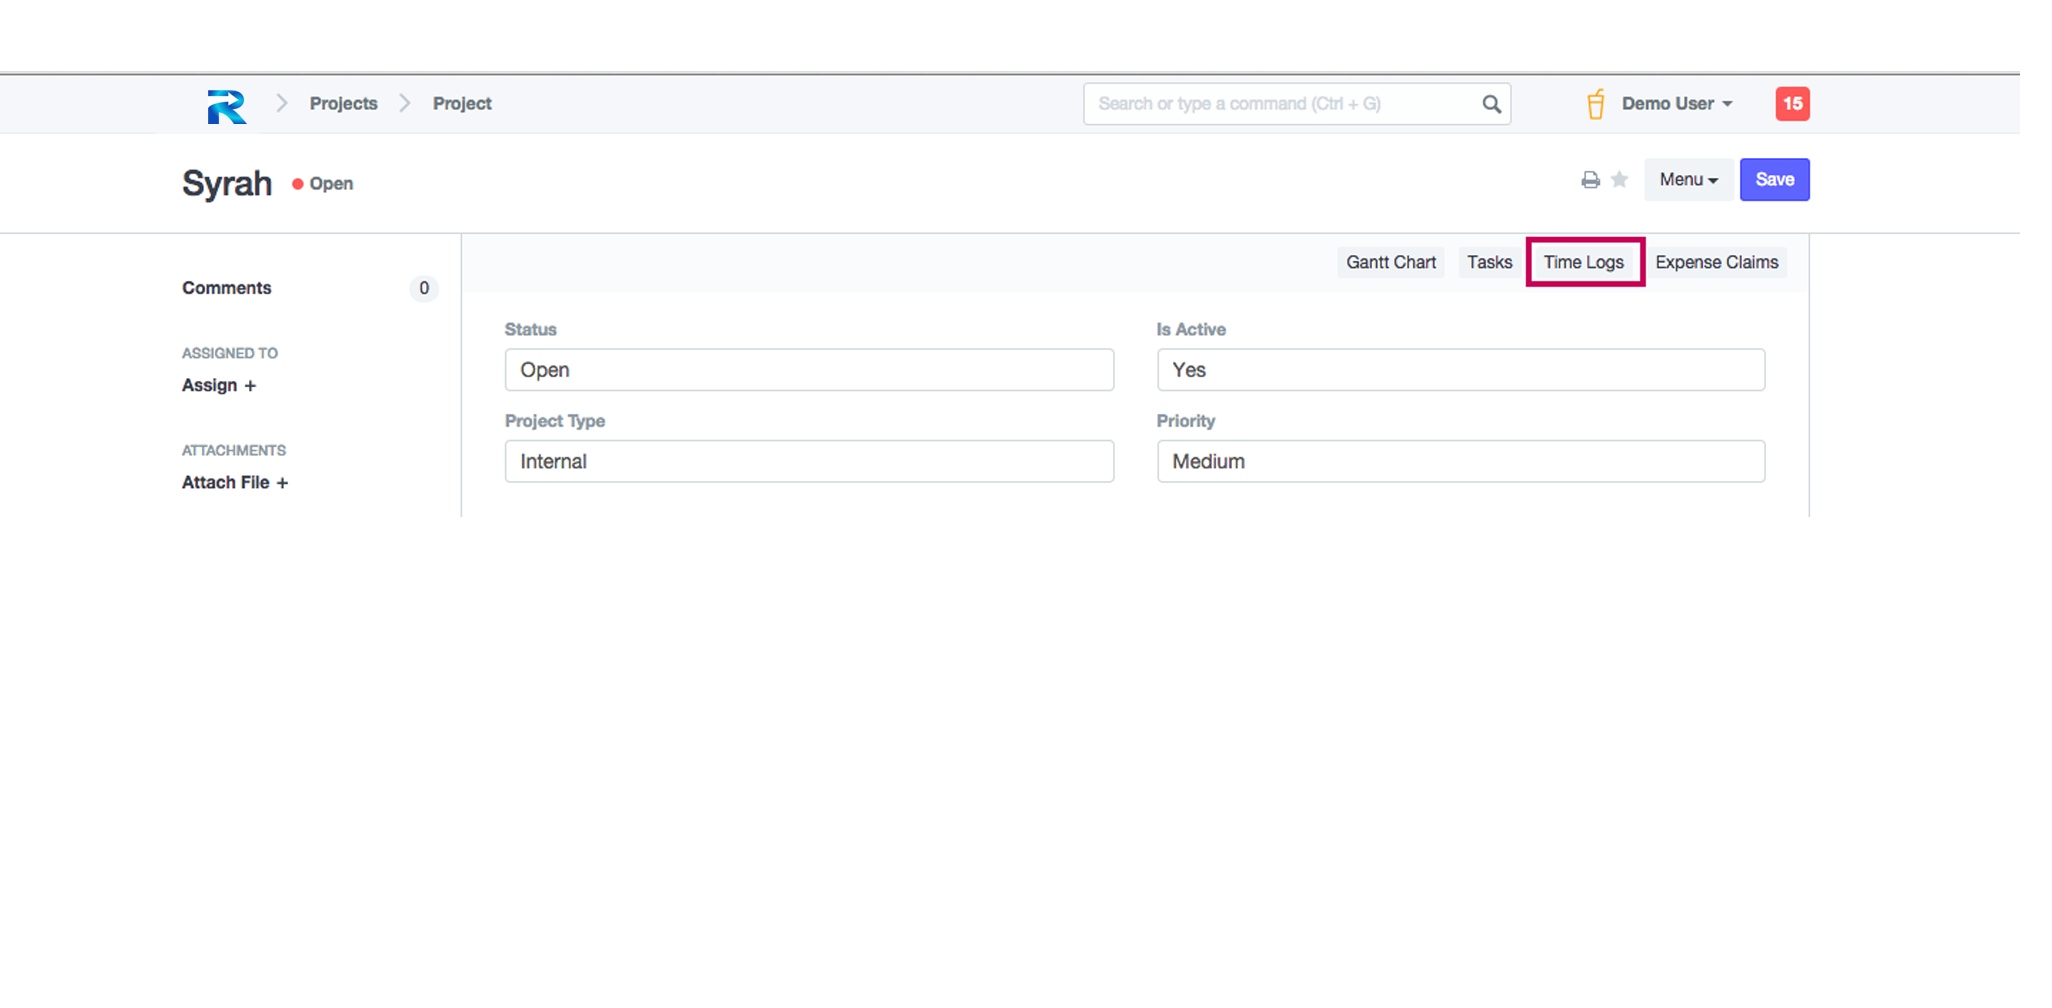 Projects Project Search or type a command (Ctrl + G) Demo User 15
Syrah Open Menu Save
Gantt Chart Tasks Time Logs Expense Claims
Comments 0
ASSIGNED TO
Assign +
ATTACHMENTS
Attach File +
Status
Open
Project Type
Internal
Is Active
Yes
Priority
Medium